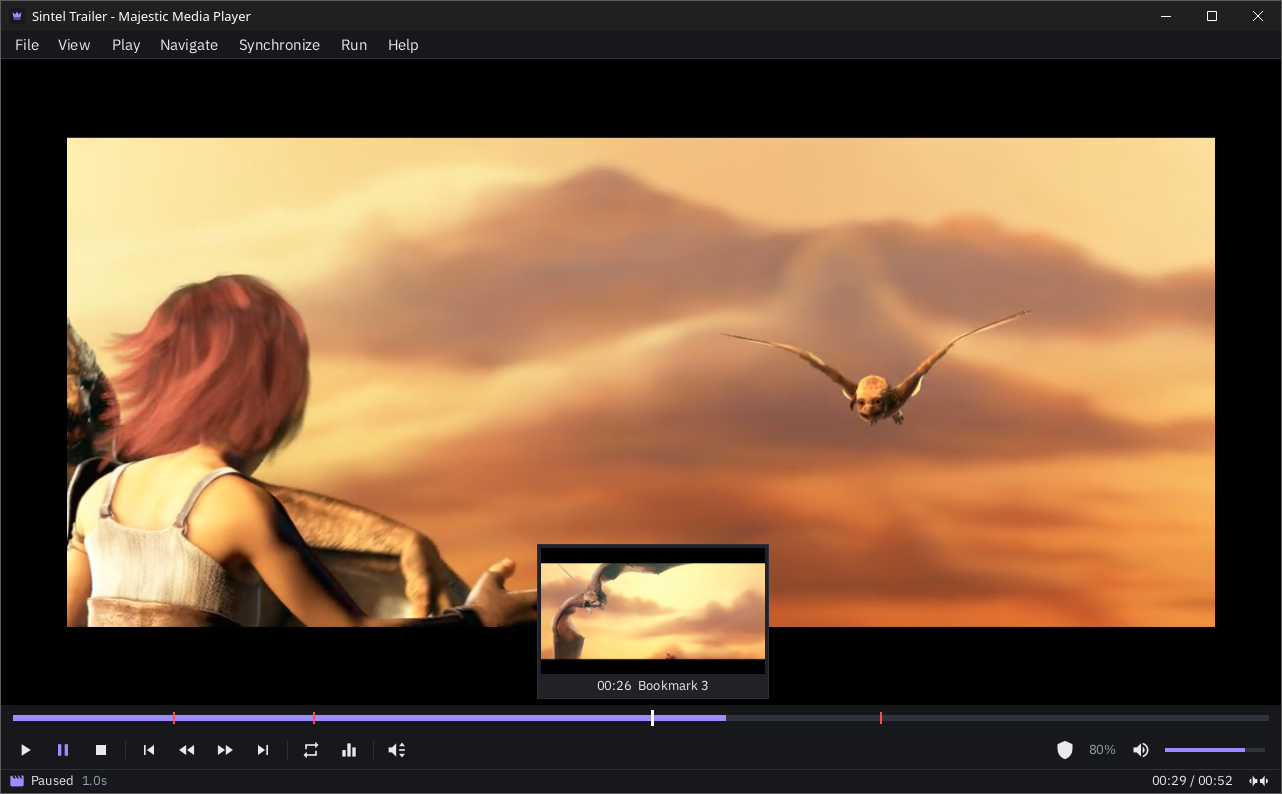 Sintel Trailer - Majestic Media Player
File View Play Navigate Synchronize Run Help
00:26 Bookmark 3
80%
Paused 1.0s
00:29 / 00:52